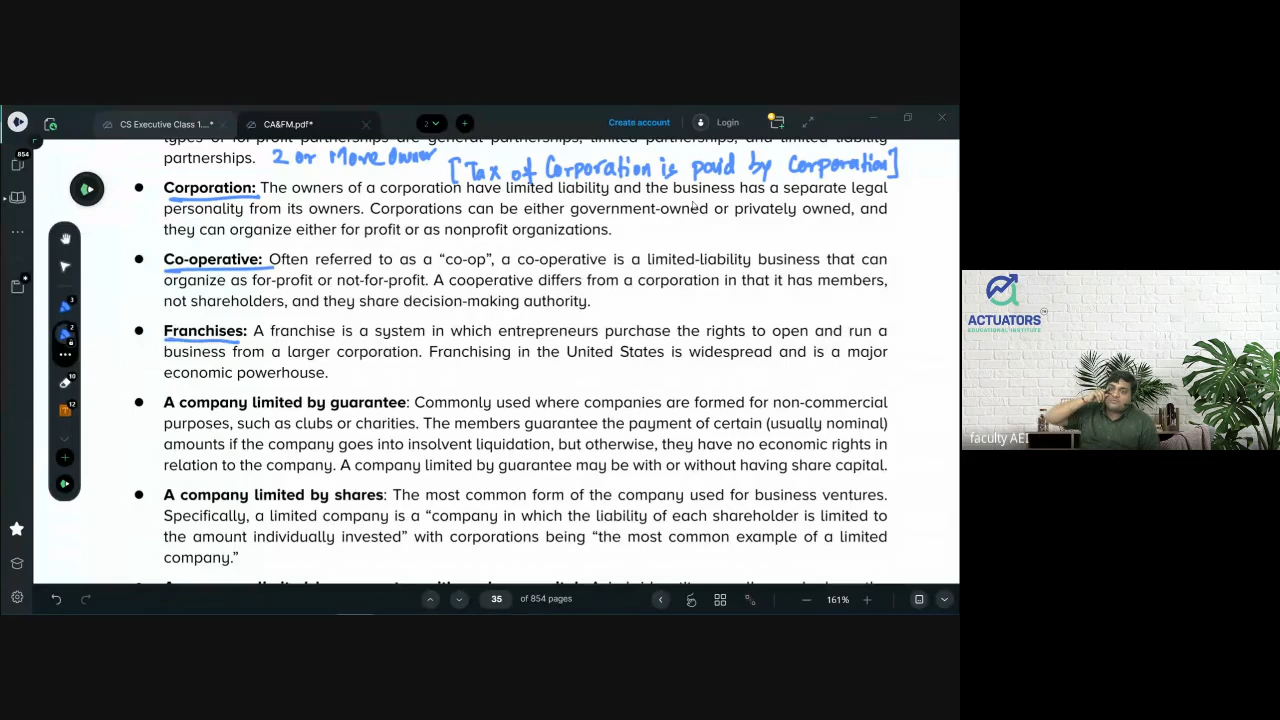 CS Executive Class 1....*
CA&FM.pdf*
2
Create account
Login
854
partnerships. 2 or More Owner [Tax of Corporation is paid by Corporation]
Corporation: The owners of a corporation have limited liability and the business has a separate legal
personality from its owners. Corporations can be either government-owned or privately owned, and
they can organize either for profit or as nonprofit organizations.
Co-operative: Often referred to as a “co-op”, a co-operative is a limited-liability business that can
organize as for-profit or not-for-profit. A cooperative differs from a corporation in that it has members,
not shareholders, and they share decision-making authority.
Franchises: A franchise is a system in which entrepreneurs purchase the rights to open and run a
business from a larger corporation. Franchising in the United States is widespread and is a major
economic powerhouse.
A company limited by guarantee: Commonly used where companies are formed for non-commercial
purposes, such as clubs or charities. The members guarantee the payment of certain (usually nominal)
amounts if the company goes into insolvent liquidation, but otherwise, they have no economic rights in
relation to the company. A company limited by guarantee may be with or without having share capital.
A company limited by shares: The most common form of the company used for business ventures.
Specifically, a limited company is a “company in which the liability of each shareholder is limited to
the amount individually invested” with corporations being “the most common example of a limited
company.”
3
2
10
12
35 of 854 pages
161%
ACTUATORS
EDUCATIONAL INSTITUTE
faculty AEI